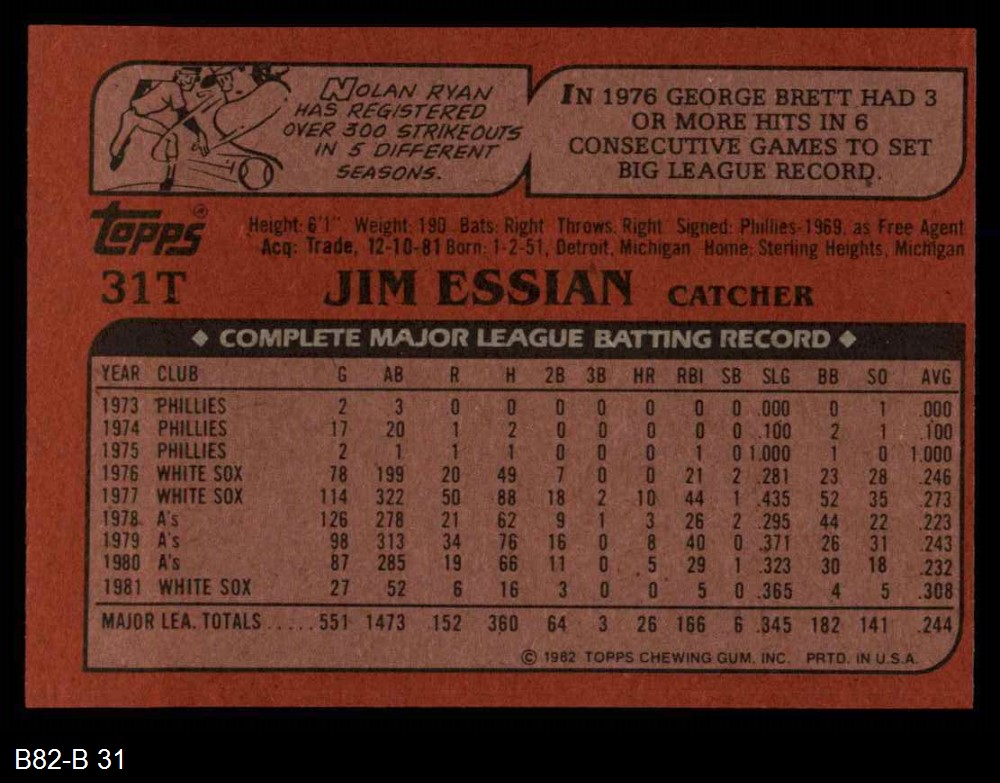 NOLAN RYAN
HAS REGISTERED
OVER 300 STRIKEOUTS
IN 5 DIFFERENT
SEASONS.
IN 1976 GEORGE BRETT HAD 3
OR MORE HITS IN 6
CONSECUTIVE GAMES TO SET
BIG LEAGUE RECORD.
topps®
Height: 6'1" Weight: 190 Bats: Right Throws: Right Signed: Phillies-1969, as Free Agent
Acq: Trade, 12-10-81 Born: 1-2-51, Detroit, Michigan Home: Sterling Heights, Michigan
31T JIM ESSIAN CATCHER
◆ COMPLETE MAJOR LEAGUE BATTING RECORD ◆
YEAR CLUB G AB R H 2B 3B HR RBI SB SLG BB SO AVG
1973 PHILLIES 2 3 0 0 0 0 0 0 0 .000 0 1 .000
1974 PHILLIES 17 20 1 2 0 0 0 0 0 .100 2 1 .100
1975 PHILLIES 2 1 1 1 0 0 0 1 0 1.000 1 0 1.000
1976 WHITE SOX 78 199 20 49 7 0 0 21 2 .281 23 28 .246
1977 WHITE SOX 114 322 50 88 18 2 10 44 1 .435 52 35 .273
1978 A's 126 278 21 62 9 1 3 26 2 .295 44 22 .223
1979 A's 98 313 34 76 16 0 8 40 0 .371 26 31 .243
1980 A's 87 285 19 66 11 0 5 29 1 .323 30 18 .232
1981 WHITE SOX 27 52 6 16 3 0 0 5 0 .365 4 5 .308
MAJOR LEA. TOTALS ..... 551 1473 152 360 64 3 26 166 6 .345 182 141 .244
© 1982 TOPPS CHEWING GUM, INC. PRTD. IN U.S.A.
B82-B 31